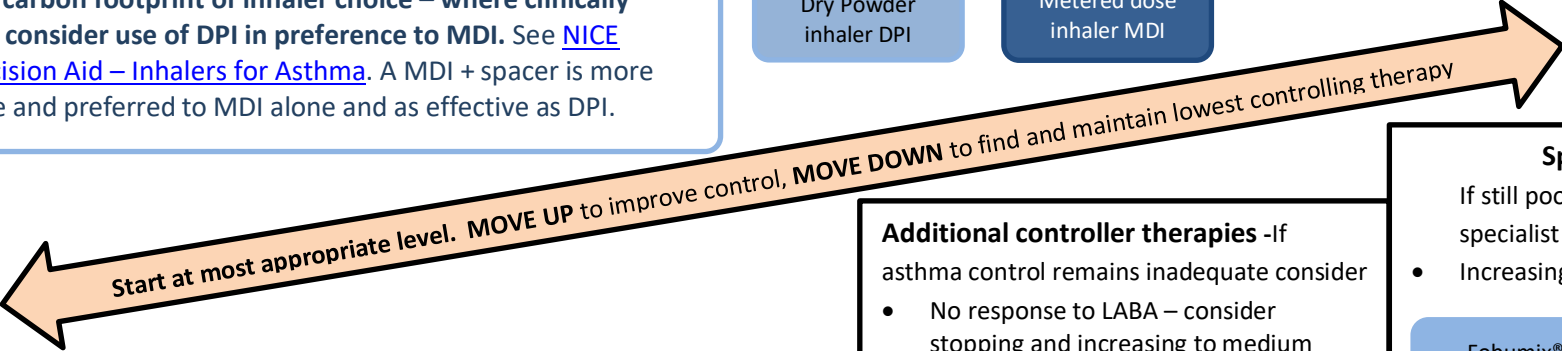 carbon footprint of inhaler choice – where clinically
consider use of DPI in preference to MDI. See NICE
cision Aid – Inhalers for Asthma. A MDI + spacer is more
e and preferred to MDI alone and as effective as DPI.
Dry Powder
inhaler DPI
Metered dose
inhaler MDI
Start at most appropriate level. MOVE UP to improve control, MOVE DOWN to find and maintain lowest controlling therapy
Additional controller therapies -If
asthma control remains inadequate consider
• No response to LABA – consider
stopping and increasing to medium
Sp
If still poo
specialist
• Increasing
Fobumix®